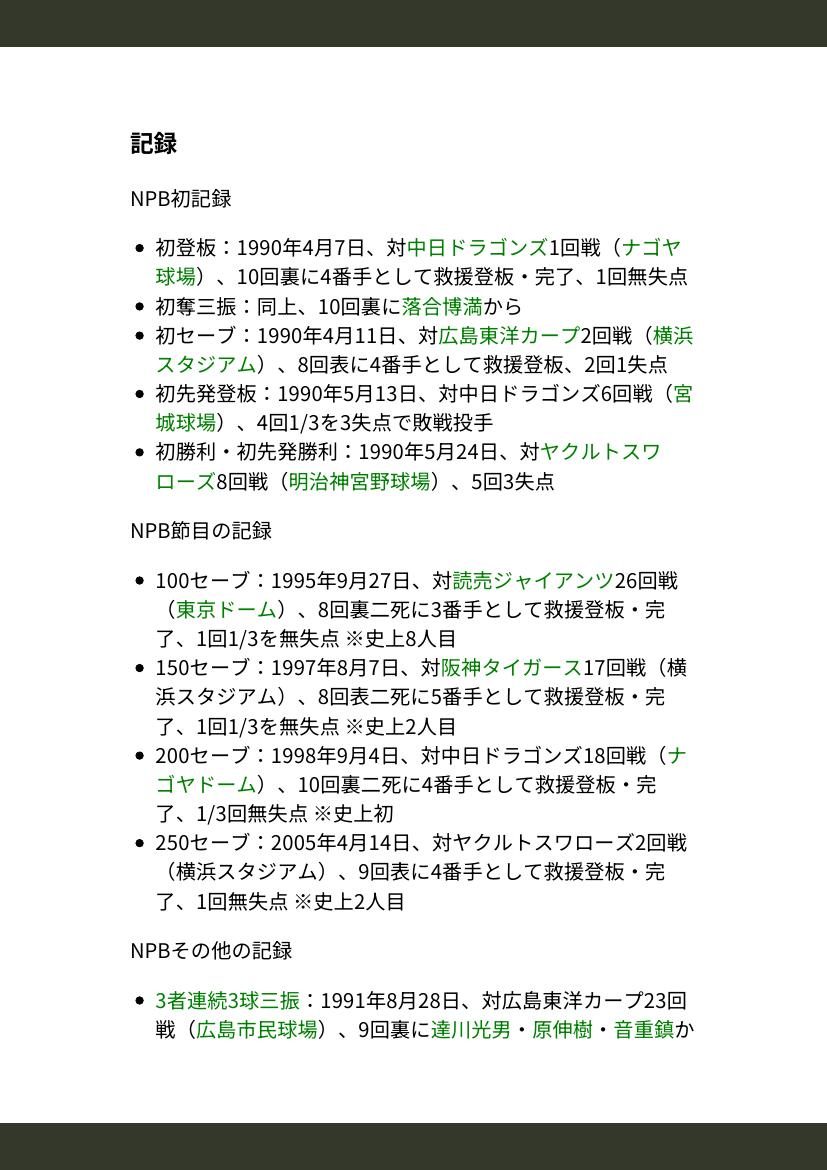 記録
NPB初記録
初登板：1990年4月7日、対中日ドラゴンズ1回戦（ナゴヤ
球場）、10回裏に4番手として救援登板・完了、1回無失点
初奪三振：同上、10回裏に落合博満から
初セーブ：1990年4月11日、対広島東洋カープ2回戦（横浜
スタジアム）、8回表に4番手として救援登板、2回1失点
初先発登板：1990年5月13日、対中日ドラゴンズ6回戦（宮
城球場）、4回1/3を3失点で敗戦投手
初勝利・初先発勝利：1990年5月24日、対ヤクルトスワ
ローズ8回戦（明治神宮野球場）、5回3失点
NPB節目の記録
100セーブ：1995年9月27日、対読売ジャイアンツ26回戦
（東京ドーム）、8回裏二死に3番手として救援登板・完
了、1回1/3を無失点 ※史上8人目
150セーブ：1997年8月7日、対阪神タイガース17回戦（横
浜スタジアム）、8回表二死に5番手として救援登板・完
了、1回1/3を無失点 ※史上2人目
200セーブ：1998年9月4日、対中日ドラゴンズ18回戦（ナ
ゴヤドーム）、10回裏二死に4番手として救援登板・完
了、1/3回無失点 ※史上初
250セーブ：2005年4月14日、対ヤクルトスワローズ2回戦
（横浜スタジアム）、9回表に4番手として救援登板・完
了、1回無失点 ※史上2人目
NPBその他の記録
3者連続3球三振：1991年8月28日、対広島東洋カープ23回
戦（広島市民球場）、9回裏に達川光男・原伸樹・音重鎮か